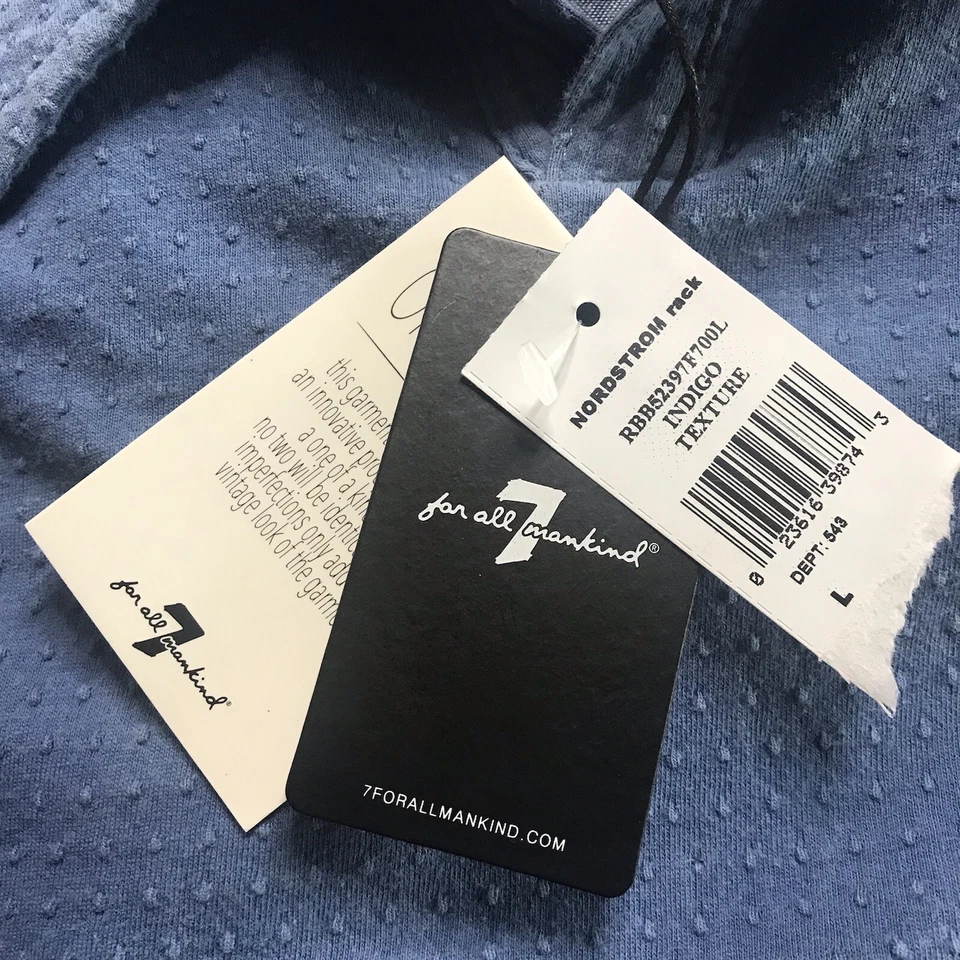 this garme
an innovative pro
a one of a kin
no two will be identi
imperfections only add
vintage look of the garm
for all 7 mankind®
for all 7 mankind®
7FORALLMANKIND.COM
NORDSTROM rack
RBB52397F700L
INDIGO
TEXTURE
0 23616 39874 3
DEPT: 549
L